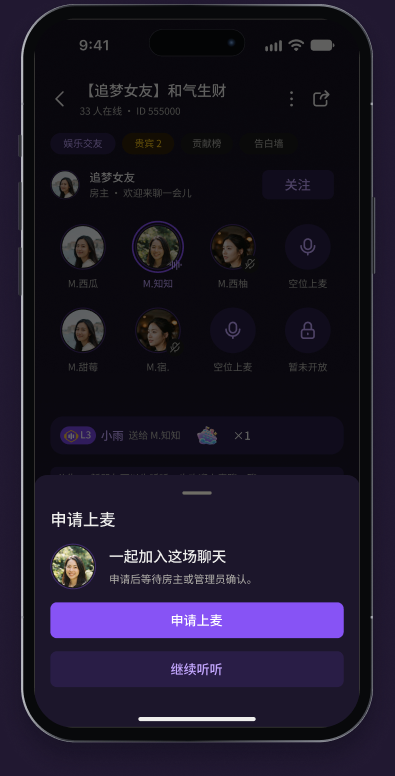 9:41
【追梦女友】和气生财
33 人在线 · ID 555000
娱乐交友 贵宾 2 贡献榜 告白墙
追梦女友
房主 · 欢迎来聊一会儿
关注
M.西瓜 M.知知 M.西柚 空位上麦
M.甜莓 M.宿. 空位上麦 暂未开放
L3 小雨 送给 M.知知 ×1
申请上麦
一起加入这场聊天
申请后等待房主或管理员确认。
申请上麦
继续听听